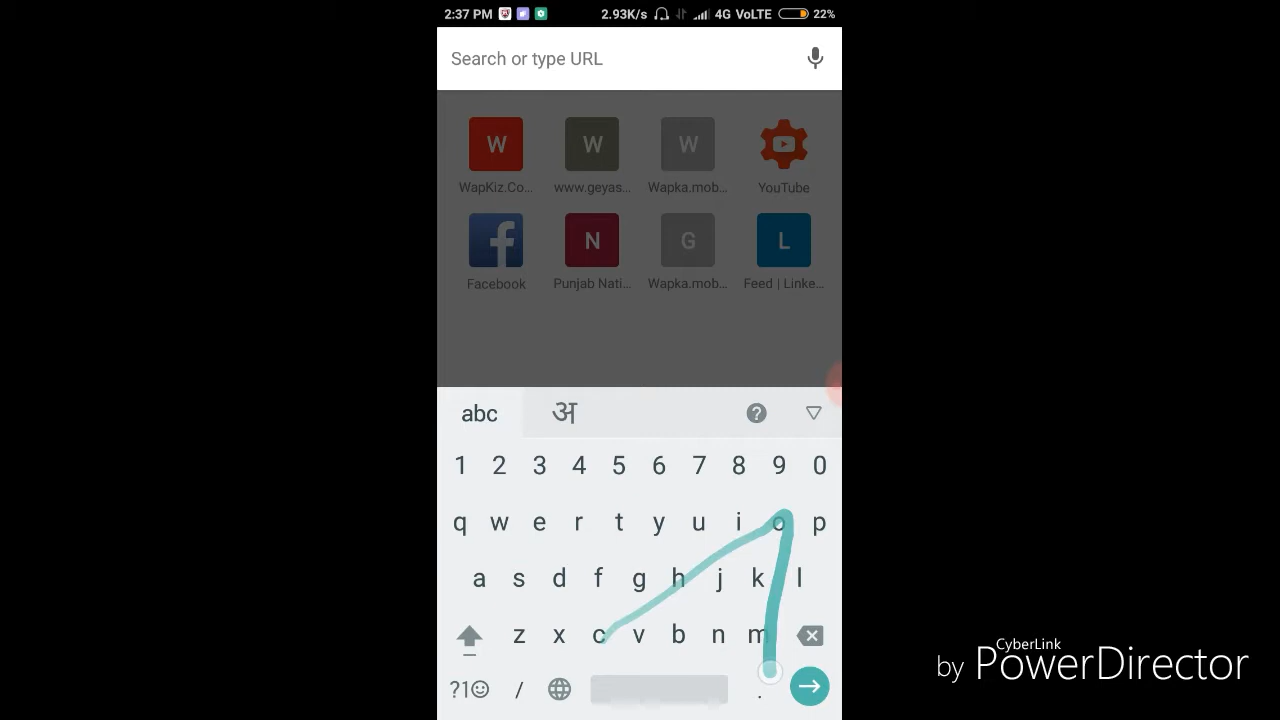 2:37 PM 2.93K/s 4G VoLTE 22%
Search or type URL
W W W
WapKiz.Co... www.geyas... Wapka.mob... YouTube
f N G L
Facebook Punjab Nati... Wapka.mob... Feed | Linke...
abc अ ?
1 2 3 4 5 6 7 8 9 0
q w e r t y u i o p
a s d f g h j k l
z x c v b n m
?1☺ / .
CyberLink
by PowerDirector